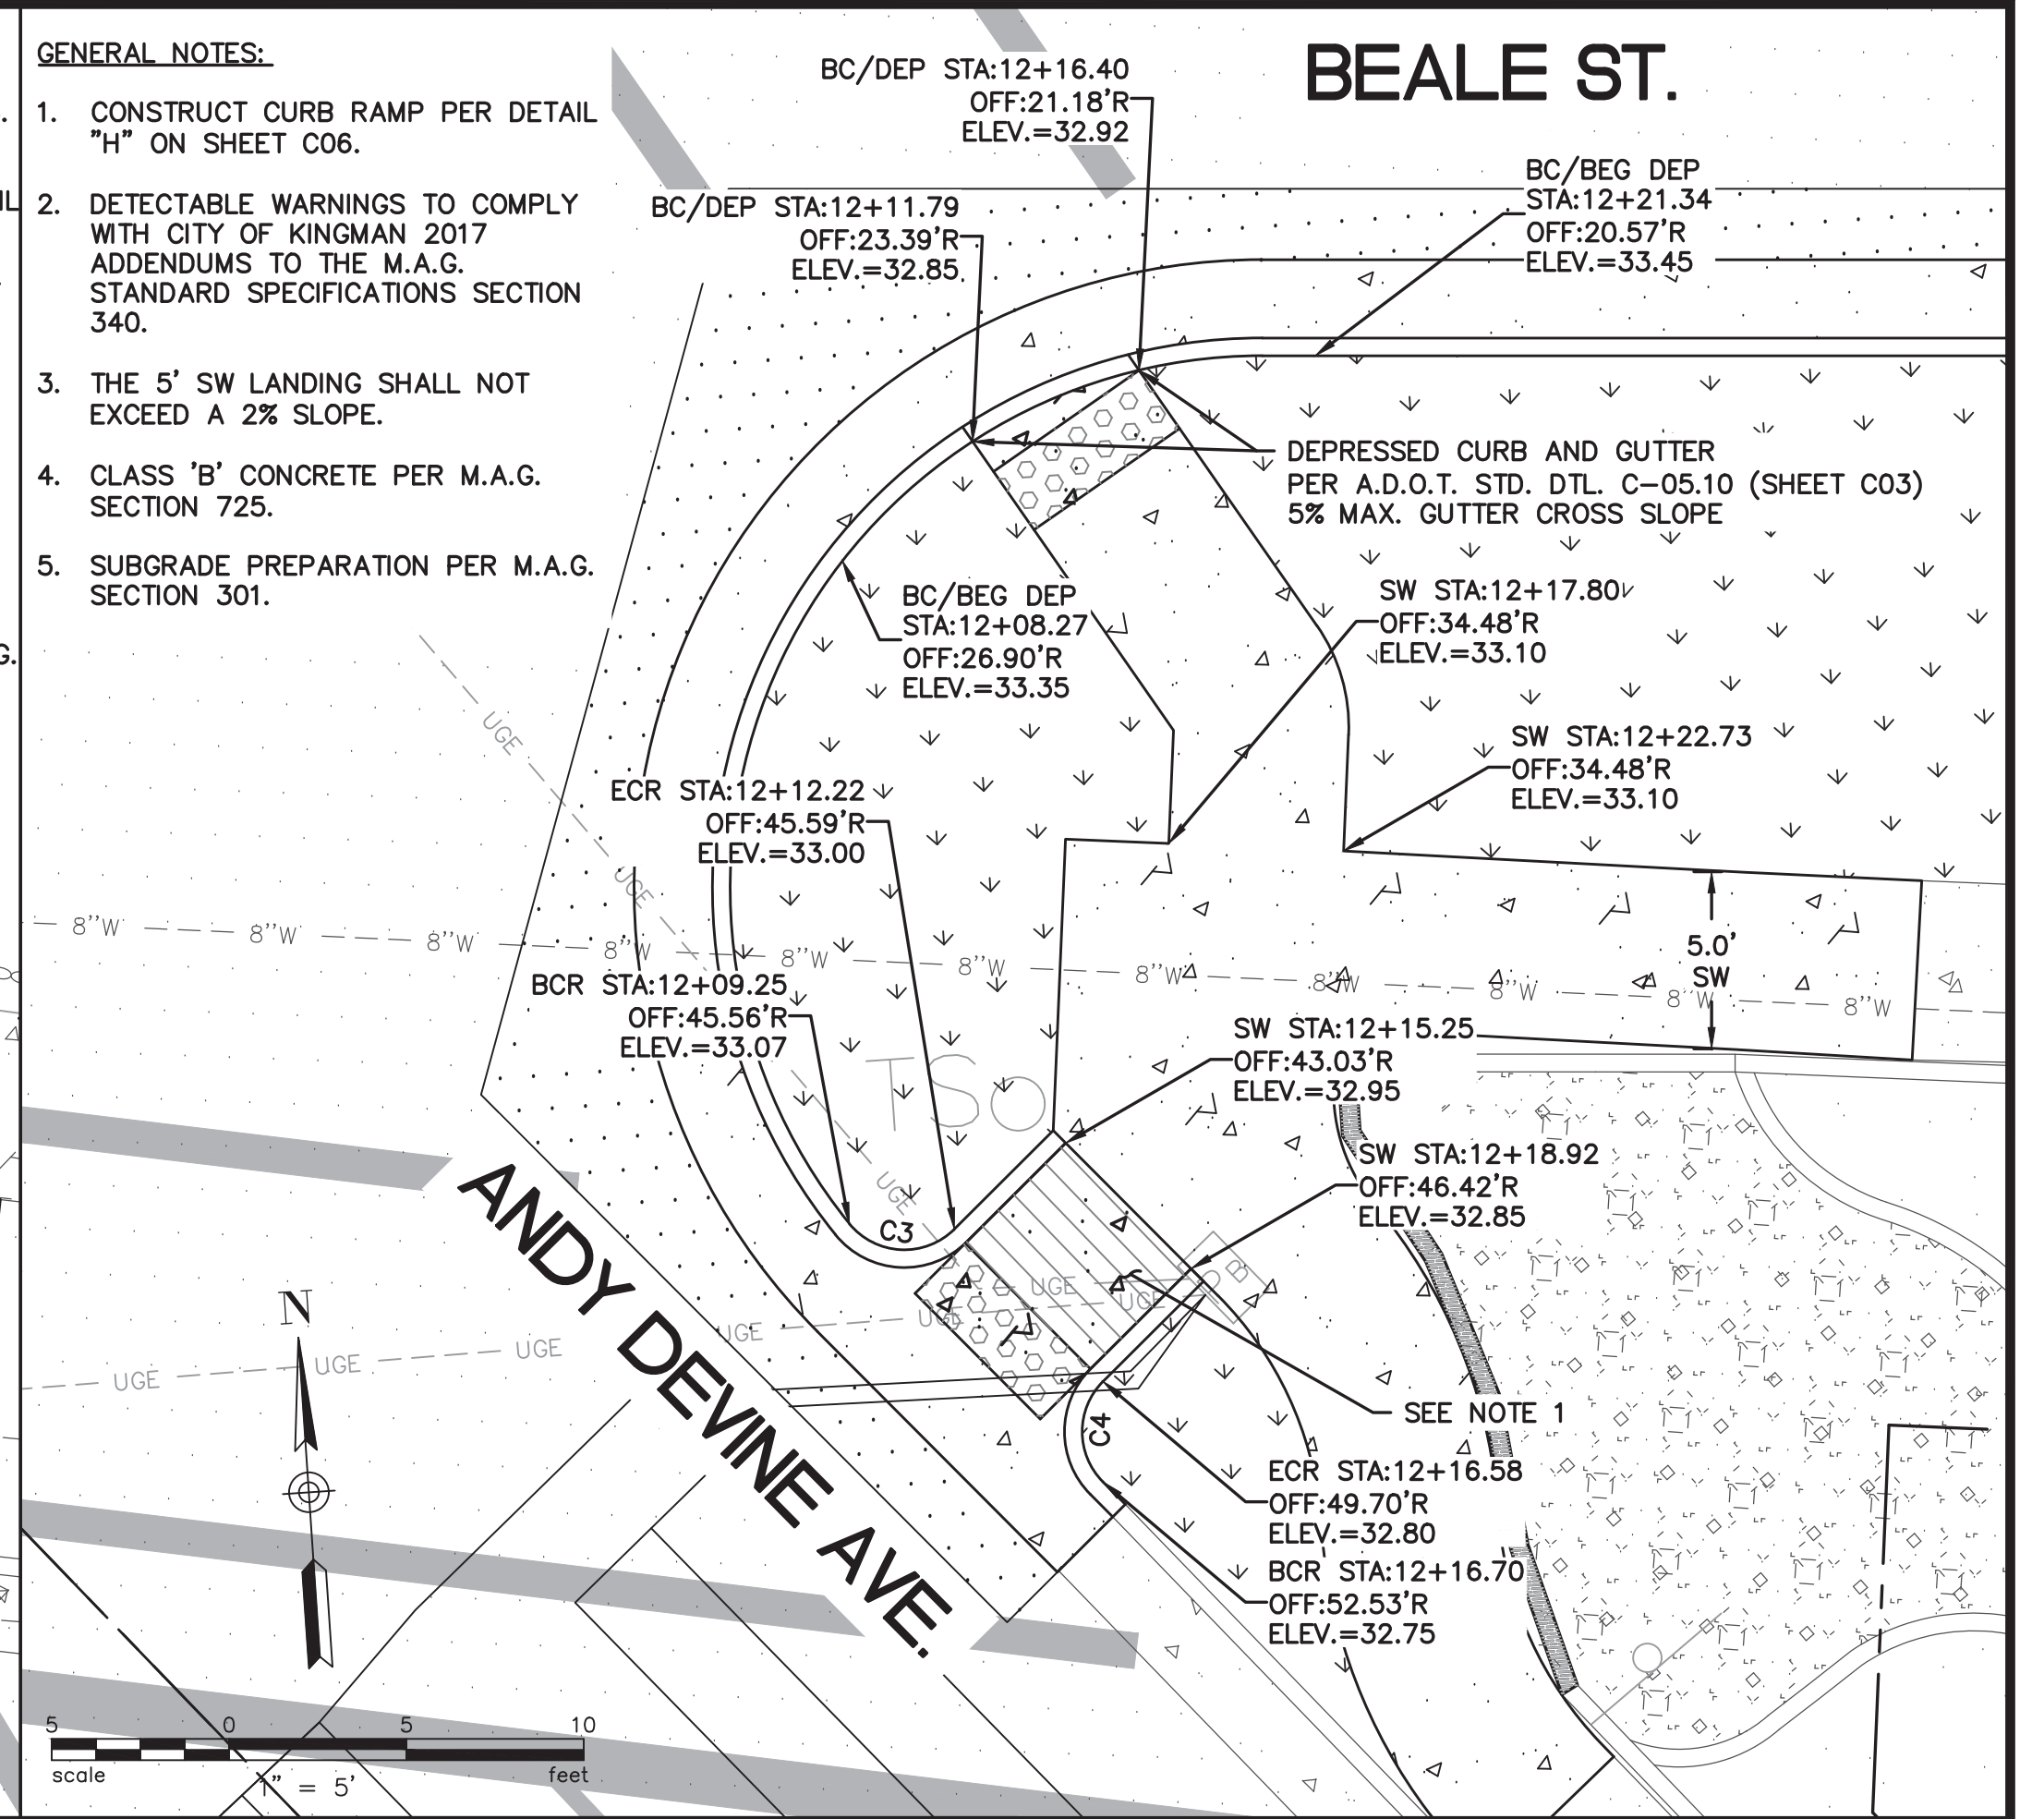 GENERAL NOTES:
1. CONSTRUCT CURB RAMP PER DETAIL
"H" ON SHEET C06.
2. DETECTABLE WARNINGS TO COMPLY
WITH CITY OF KINGMAN 2017
ADDENDUMS TO THE M.A.G.
STANDARD SPECIFICATIONS SECTION
340.
3. THE 5' SW LANDING SHALL NOT
EXCEED A 2% SLOPE.
4. CLASS 'B' CONCRETE PER M.A.G.
SECTION 725.
5. SUBGRADE PREPARATION PER M.A.G.
SECTION 301.
BEALE ST.
BC/DEP STA:12+16.40
OFF:21.18'R
ELEV.=32.92
BC/DEP STA:12+11.79
OFF:23.39'R
ELEV.=32.85
BC/BEG DEP
STA:12+21.34
OFF:20.57'R
ELEV.=33.45
DEPRESSED CURB AND GUTTER
PER A.D.O.T. STD. DTL. C-05.10 (SHEET C03)
5% MAX. GUTTER CROSS SLOPE
BC/BEG DEP
STA:12+08.27
OFF:26.90'R
ELEV.=33.35
SW STA:12+17.80
OFF:34.48'R
ELEV.=33.10
SW STA:12+22.73
OFF:34.48'R
ELEV.=33.10
ECR STA:12+12.22
OFF:45.59'R
ELEV.=33.00
UGE
UGE
8"W 8"W 8"W 8"W 8"W 8"W 8"W 8"W 8"W 8"W 8"W
5.0'
SW
BCR STA:12+09.25
OFF:45.56'R
ELEV.=33.07
TS
SW STA:12+15.25
OFF:43.03'R
ELEV.=32.95
SW STA:12+18.92
OFF:46.42'R
ELEV.=32.85
UGE
C3
ANDY DEVINE AVE.
B
UGE UGE UGE UGE UGE UGE UGE
N
SEE NOTE 1
C4
ECR STA:12+16.58
OFF:49.70'R
ELEV.=32.80
BCR STA:12+16.70
OFF:52.53'R
ELEV.=32.75
5 0 5 10
scale feet
1" = 5'